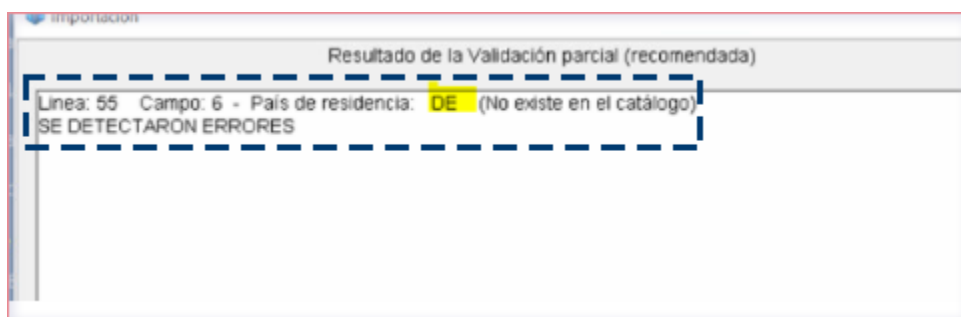 Importación
Resultado de la Validación parcial (recomendada)
Linea: 55 Campo: 6 - País de residencia: DE (No existe en el catálogo)
SE DETECTARON ERRORES